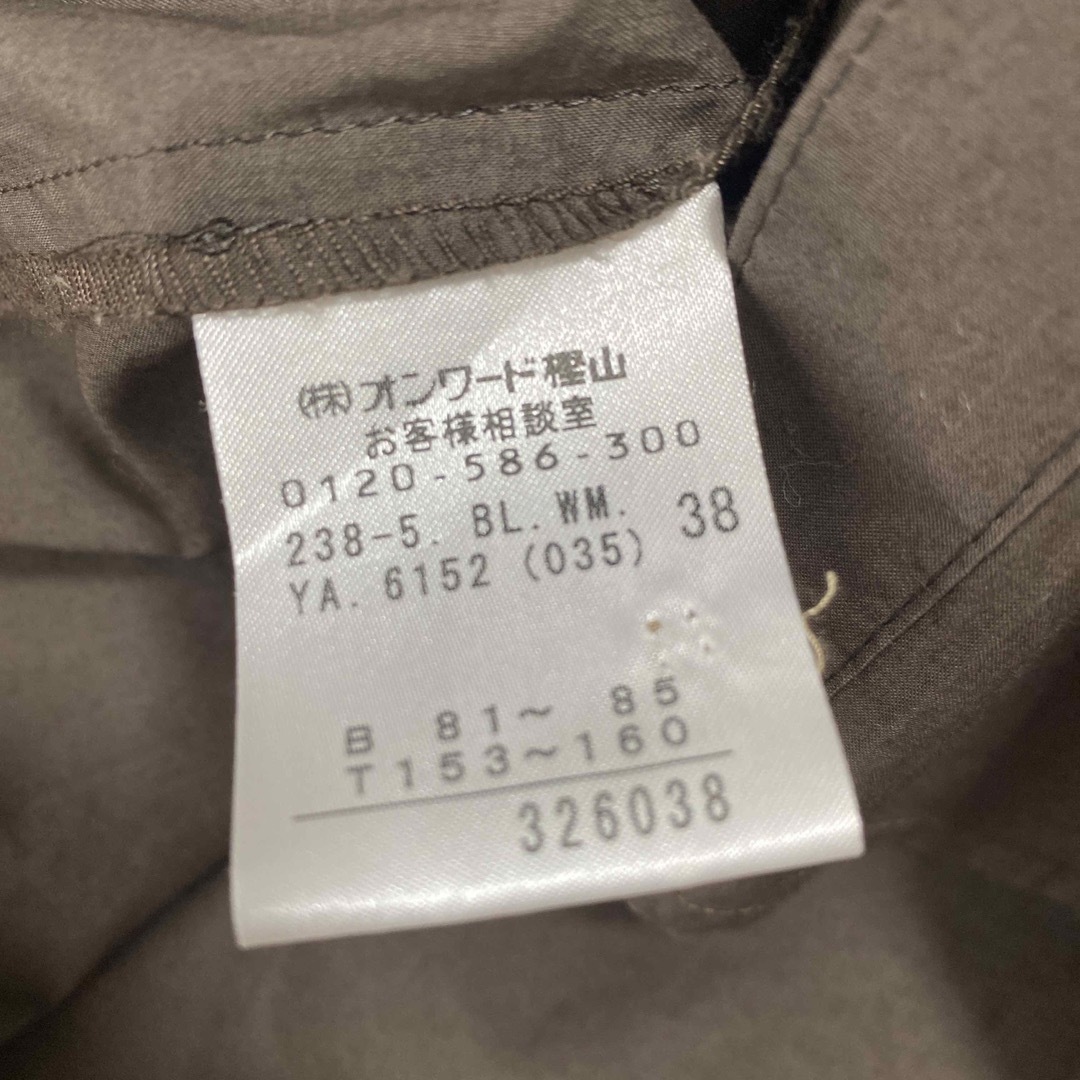 (株)オンワード樫山
お客様相談室
0120-586-300
238-5. BL. WM. 38
YA. 6152 (035)
B 81～ 85
T 153～160
326038